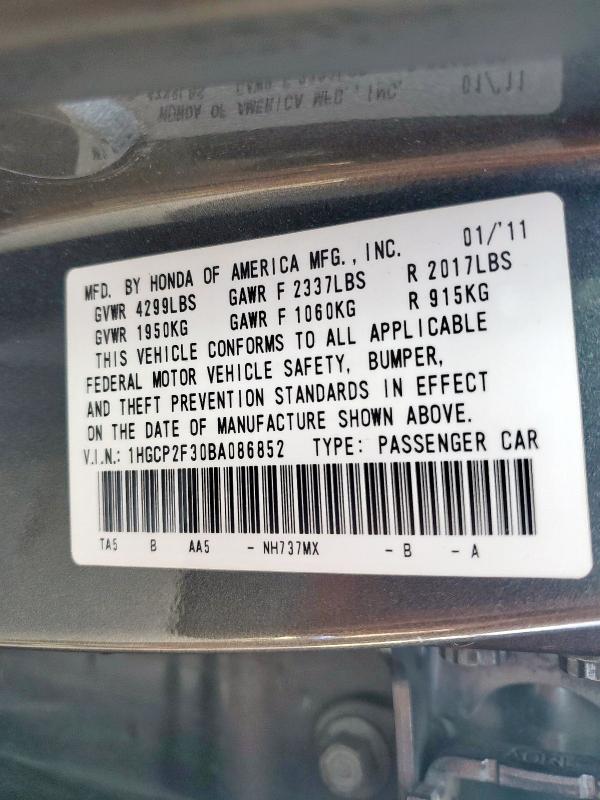 MFD. BY HONDA OF AMERICA MFG., INC. 01/'11
GVWR 4299LBS GAWR F 2337LBS R 2017LBS
GVWR 1950KG GAWR F 1060KG R 915KG
THIS VEHICLE CONFORMS TO ALL APPLICABLE
FEDERAL MOTOR VEHICLE SAFETY, BUMPER,
AND THEFT PREVENTION STANDARDS IN EFFECT
ON THE DATE OF MANUFACTURE SHOWN ABOVE.
V.I.N.: 1HGCP2F30BA086852 TYPE: PASSENGER CAR
TA5 B AA5 - NH737MX - B - A